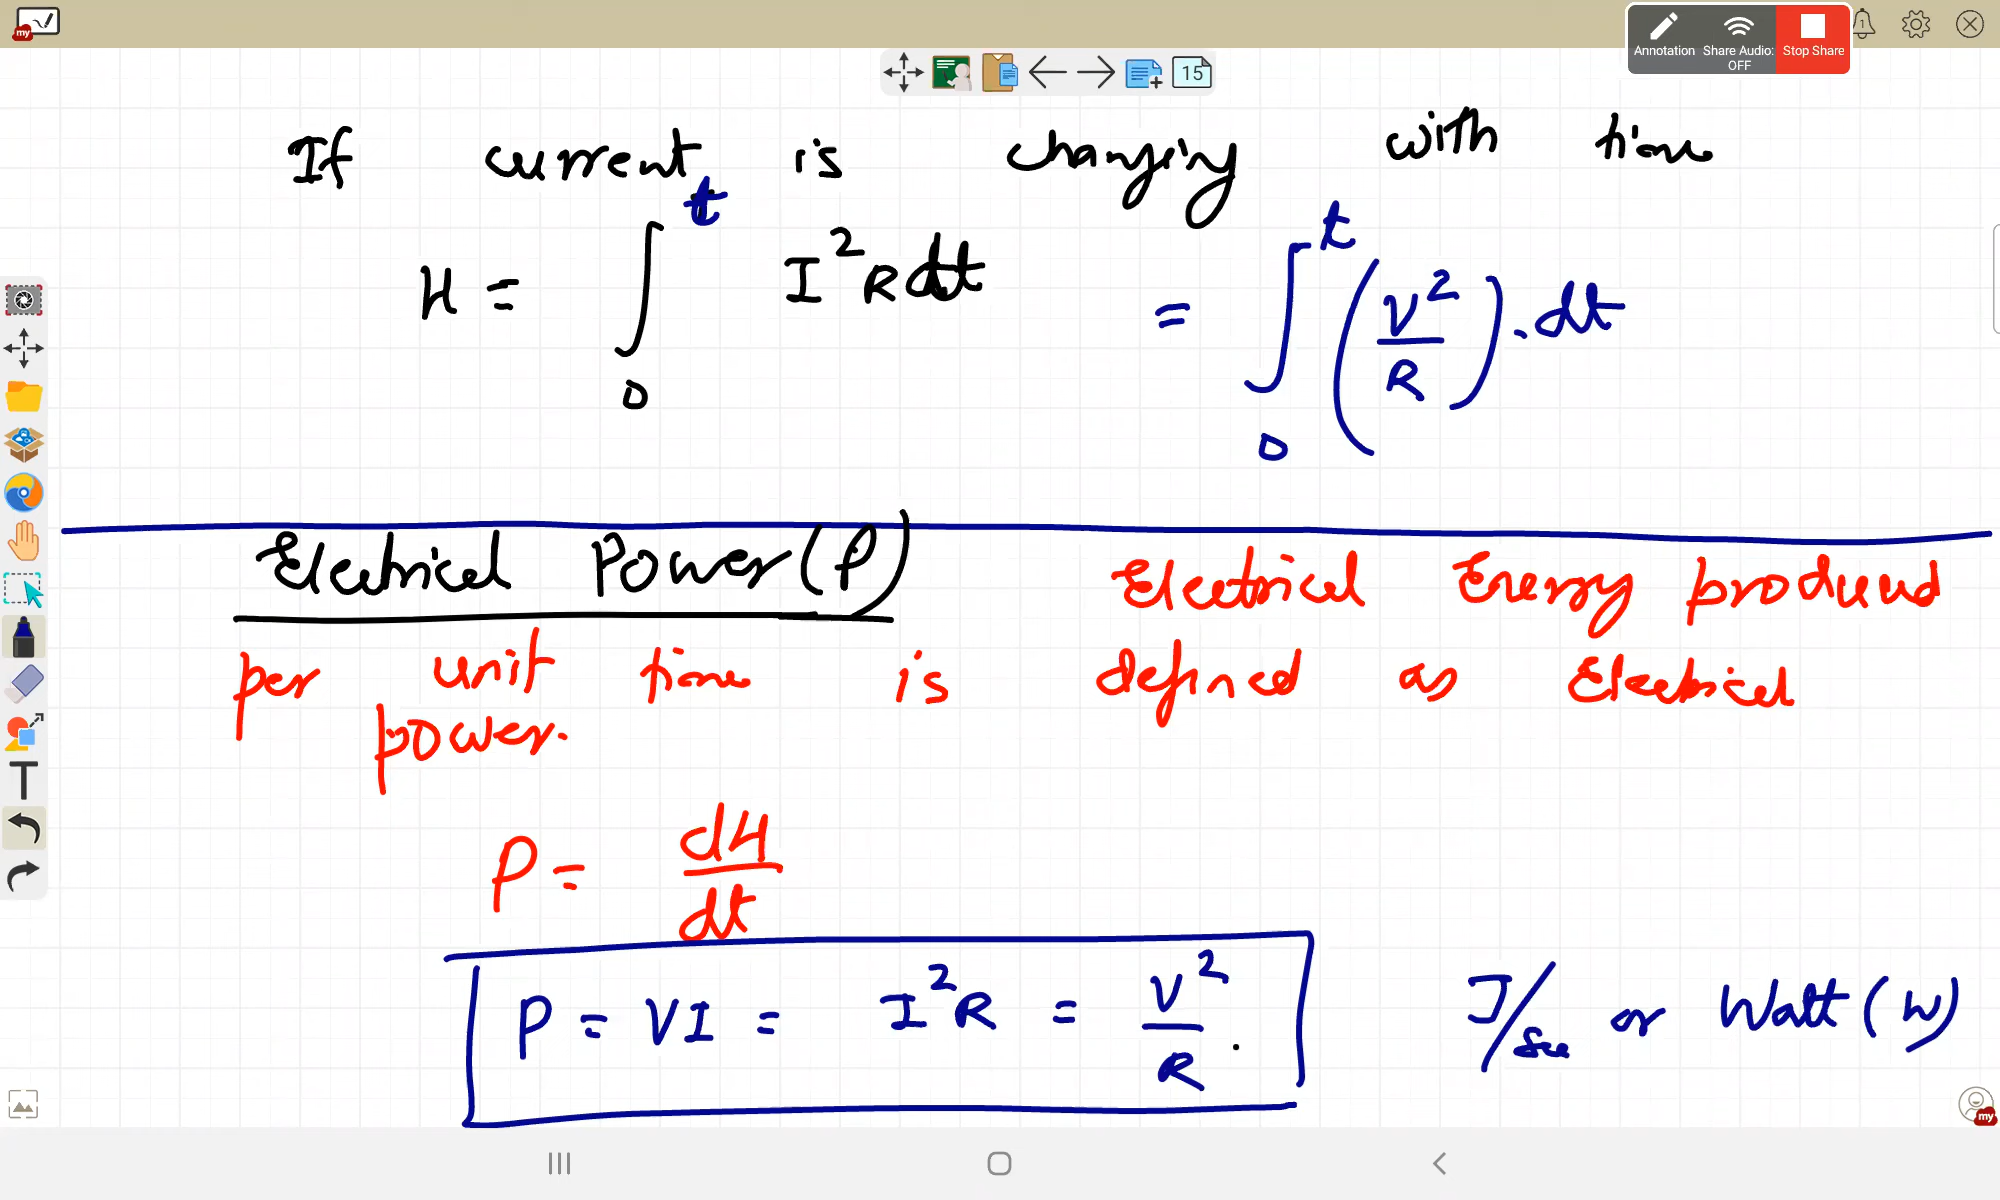 my
Annotation Share Audio: OFF Stop Share
15
If current is changing with time
H = ∫₀ᵗ I²R dt = ∫₀ᵗ (V²/R) . dt
Electrical Power (P) Electrical Energy produced
per unit time is defined as Electrical
power.
P = dH/dt
P = VI = I²R = V²/R. J/sec or Watt (W)
T
my